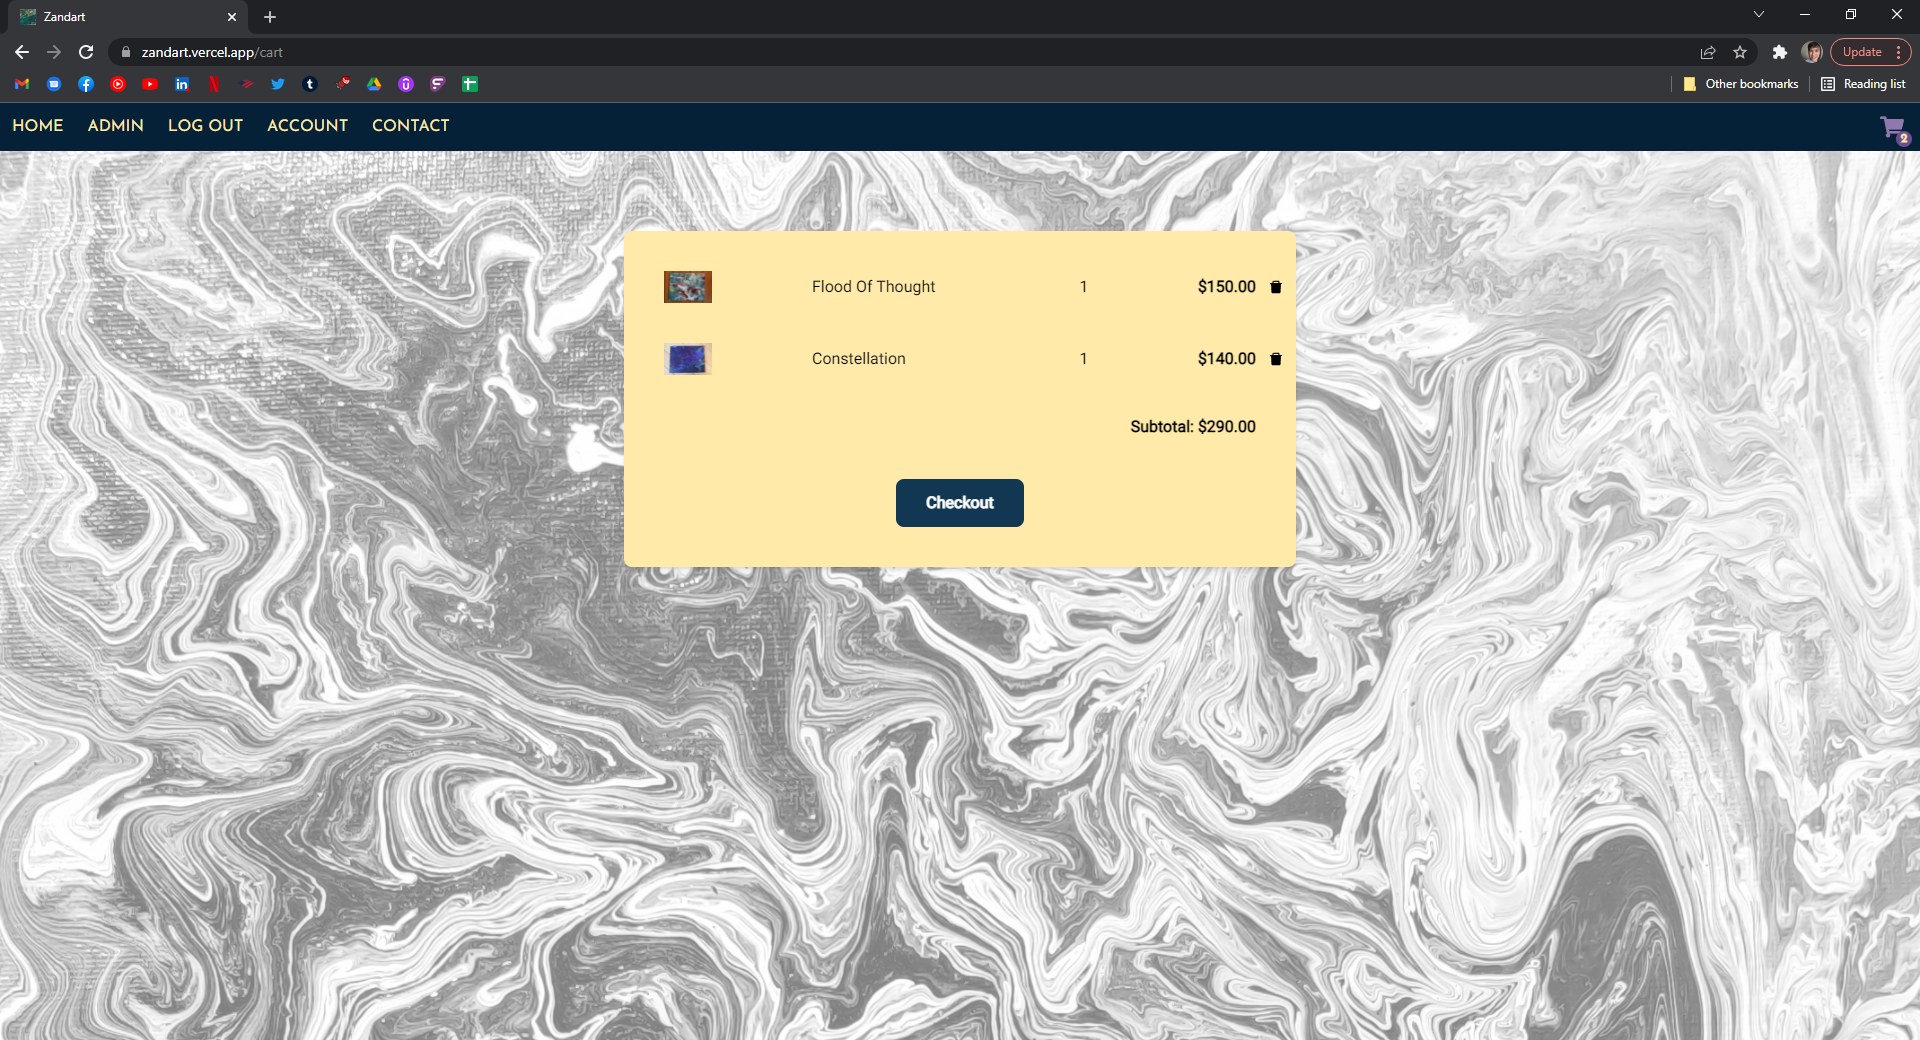 Zandart
zandart.vercel.app/cart
Update
Other bookmarks
Reading list
HOME ADMIN LOG OUT ACCOUNT CONTACT
2
Flood Of Thought 1 $150.00
Constellation 1 $140.00
Subtotal: $290.00
Checkout